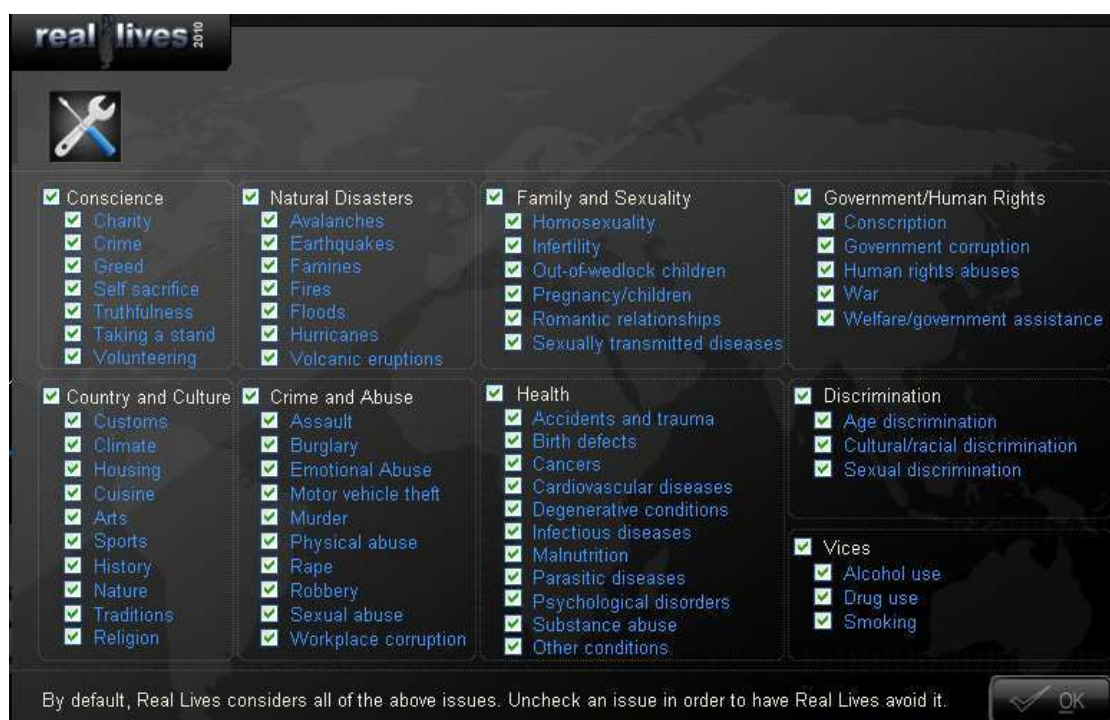 real lives 2010
Conscience
Charity
Crime
Greed
Self sacrifice
Truthfulness
Taking a stand
Volunteering
Natural Disasters
Avalanches
Earthquakes
Famines
Fires
Floods
Hurricanes
Volcanic eruptions
Family and Sexuality
Homosexuality
Infertility
Out-of-wedlock children
Pregnancy/children
Romantic relationships
Sexually transmitted diseases
Government/Human Rights
Conscription
Government corruption
Human rights abuses
War
Welfare/government assistance
Country and Culture
Customs
Climate
Housing
Cuisine
Arts
Sports
History
Nature
Traditions
Religion
Crime and Abuse
Assault
Burglary
Emotional Abuse
Motor vehicle theft
Murder
Physical abuse
Rape
Robbery
Sexual abuse
Workplace corruption
Health
Accidents and trauma
Birth defects
Cancers
Cardiovascular diseases
Degenerative conditions
Infectious diseases
Malnutrition
Parasitic diseases
Psychological disorders
Substance abuse
Other conditions
Discrimination
Age discrimination
Cultural/racial discrimination
Sexual discrimination
Vices
Alcohol use
Drug use
Smoking
By default, Real Lives considers all of the above issues. Uncheck an issue in order to have Real Lives avoid it.
OK